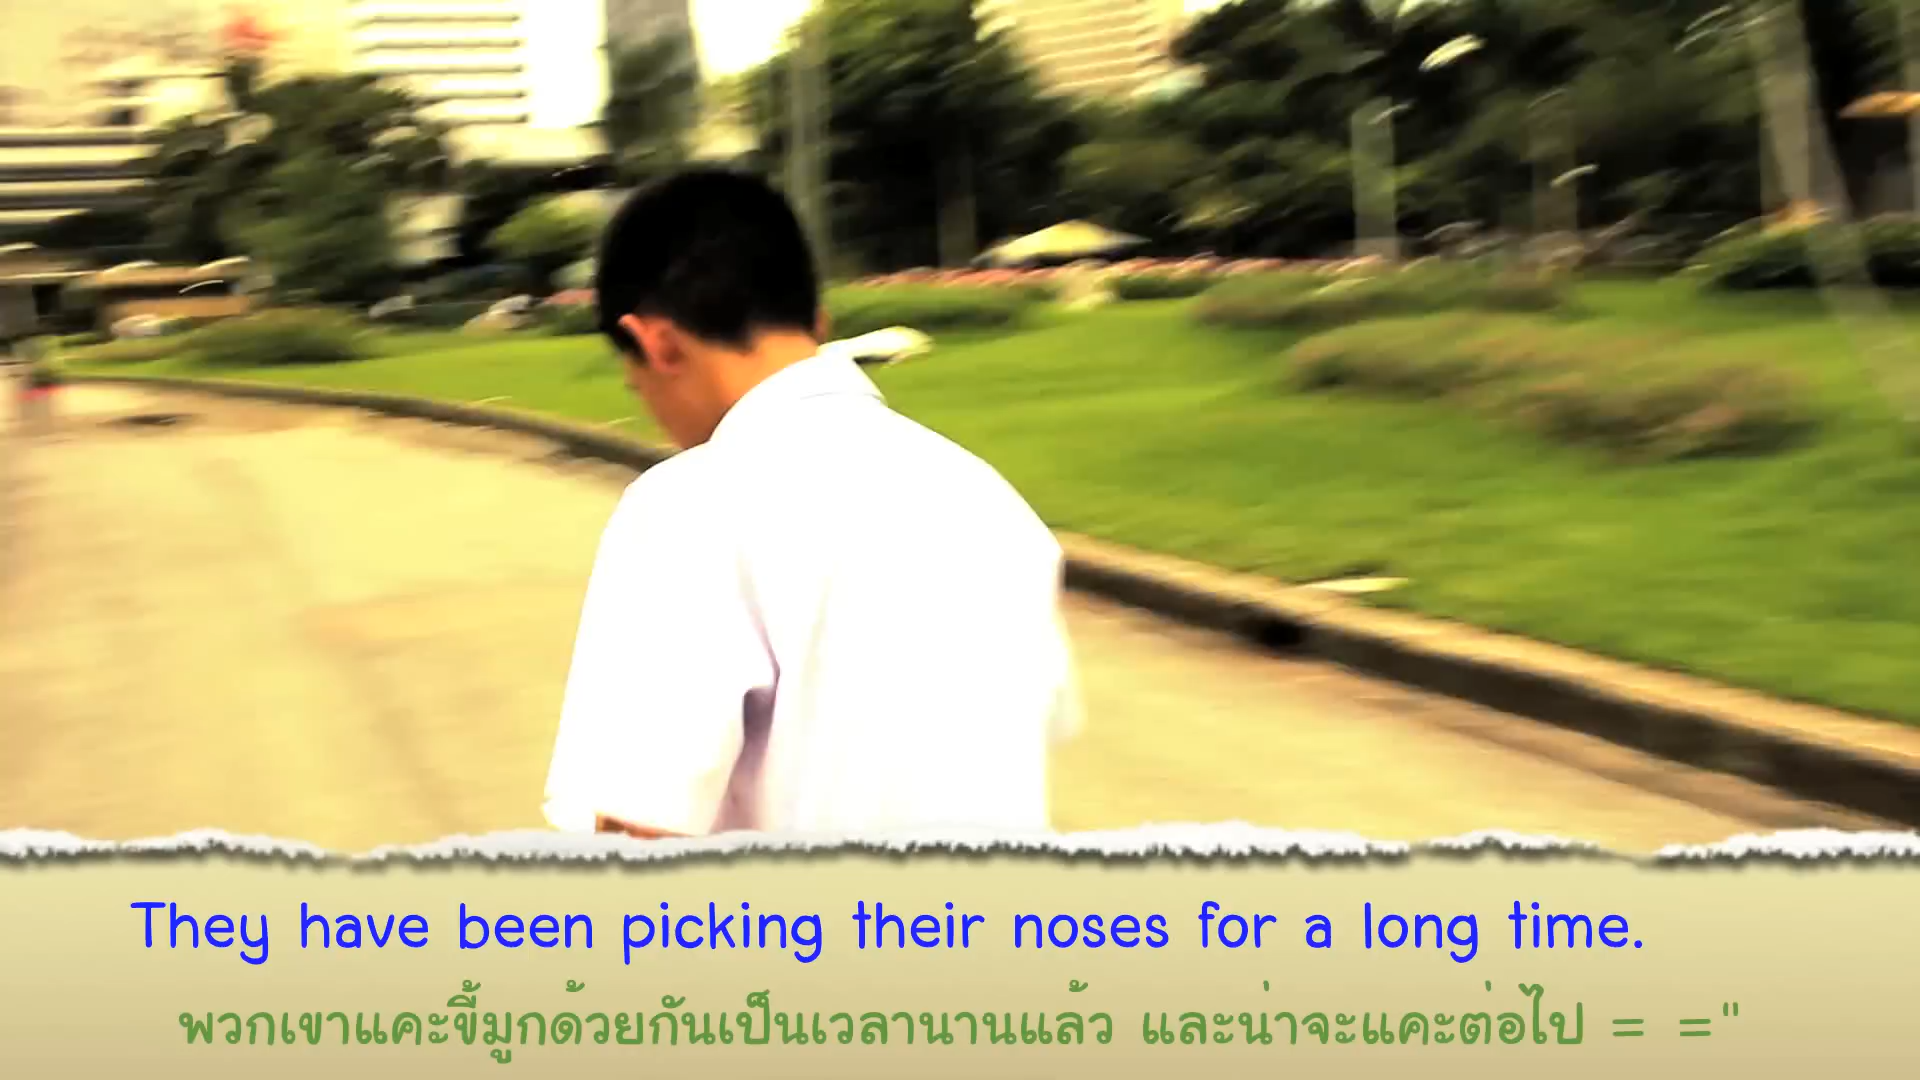 They have been picking their noses for a long time.
พวกเขาแคะขี้มูกด้วยกันเป็นเวลานานแล้ว และน่าจะแคะต่อไป = ="